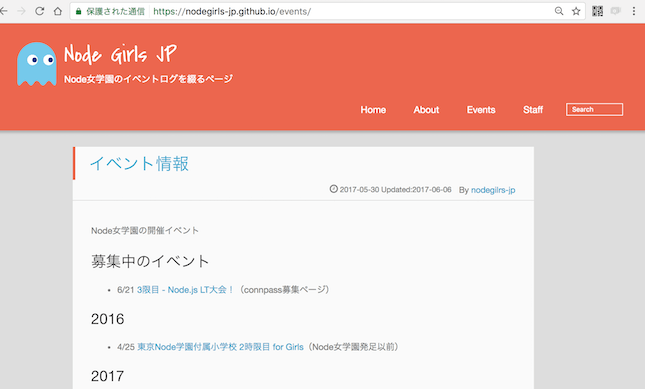 保護された通信 https://nodegirls-jp.github.io/events/
Node Girls JP
Node女学園のイベントログを綴るページ
Home About Events Staff Search
イベント情報
2017-05-30 Updated:2017-06-06 By nodegilrs-jp
Node女学園の開催イベント
募集中のイベント
• 6/21 3限目 - Node.js LT大会！（connpass募集ページ）
2016
• 4/25 東京Node学園付属小学校 2時限目 for Girls（Node女学園発足以前）
2017